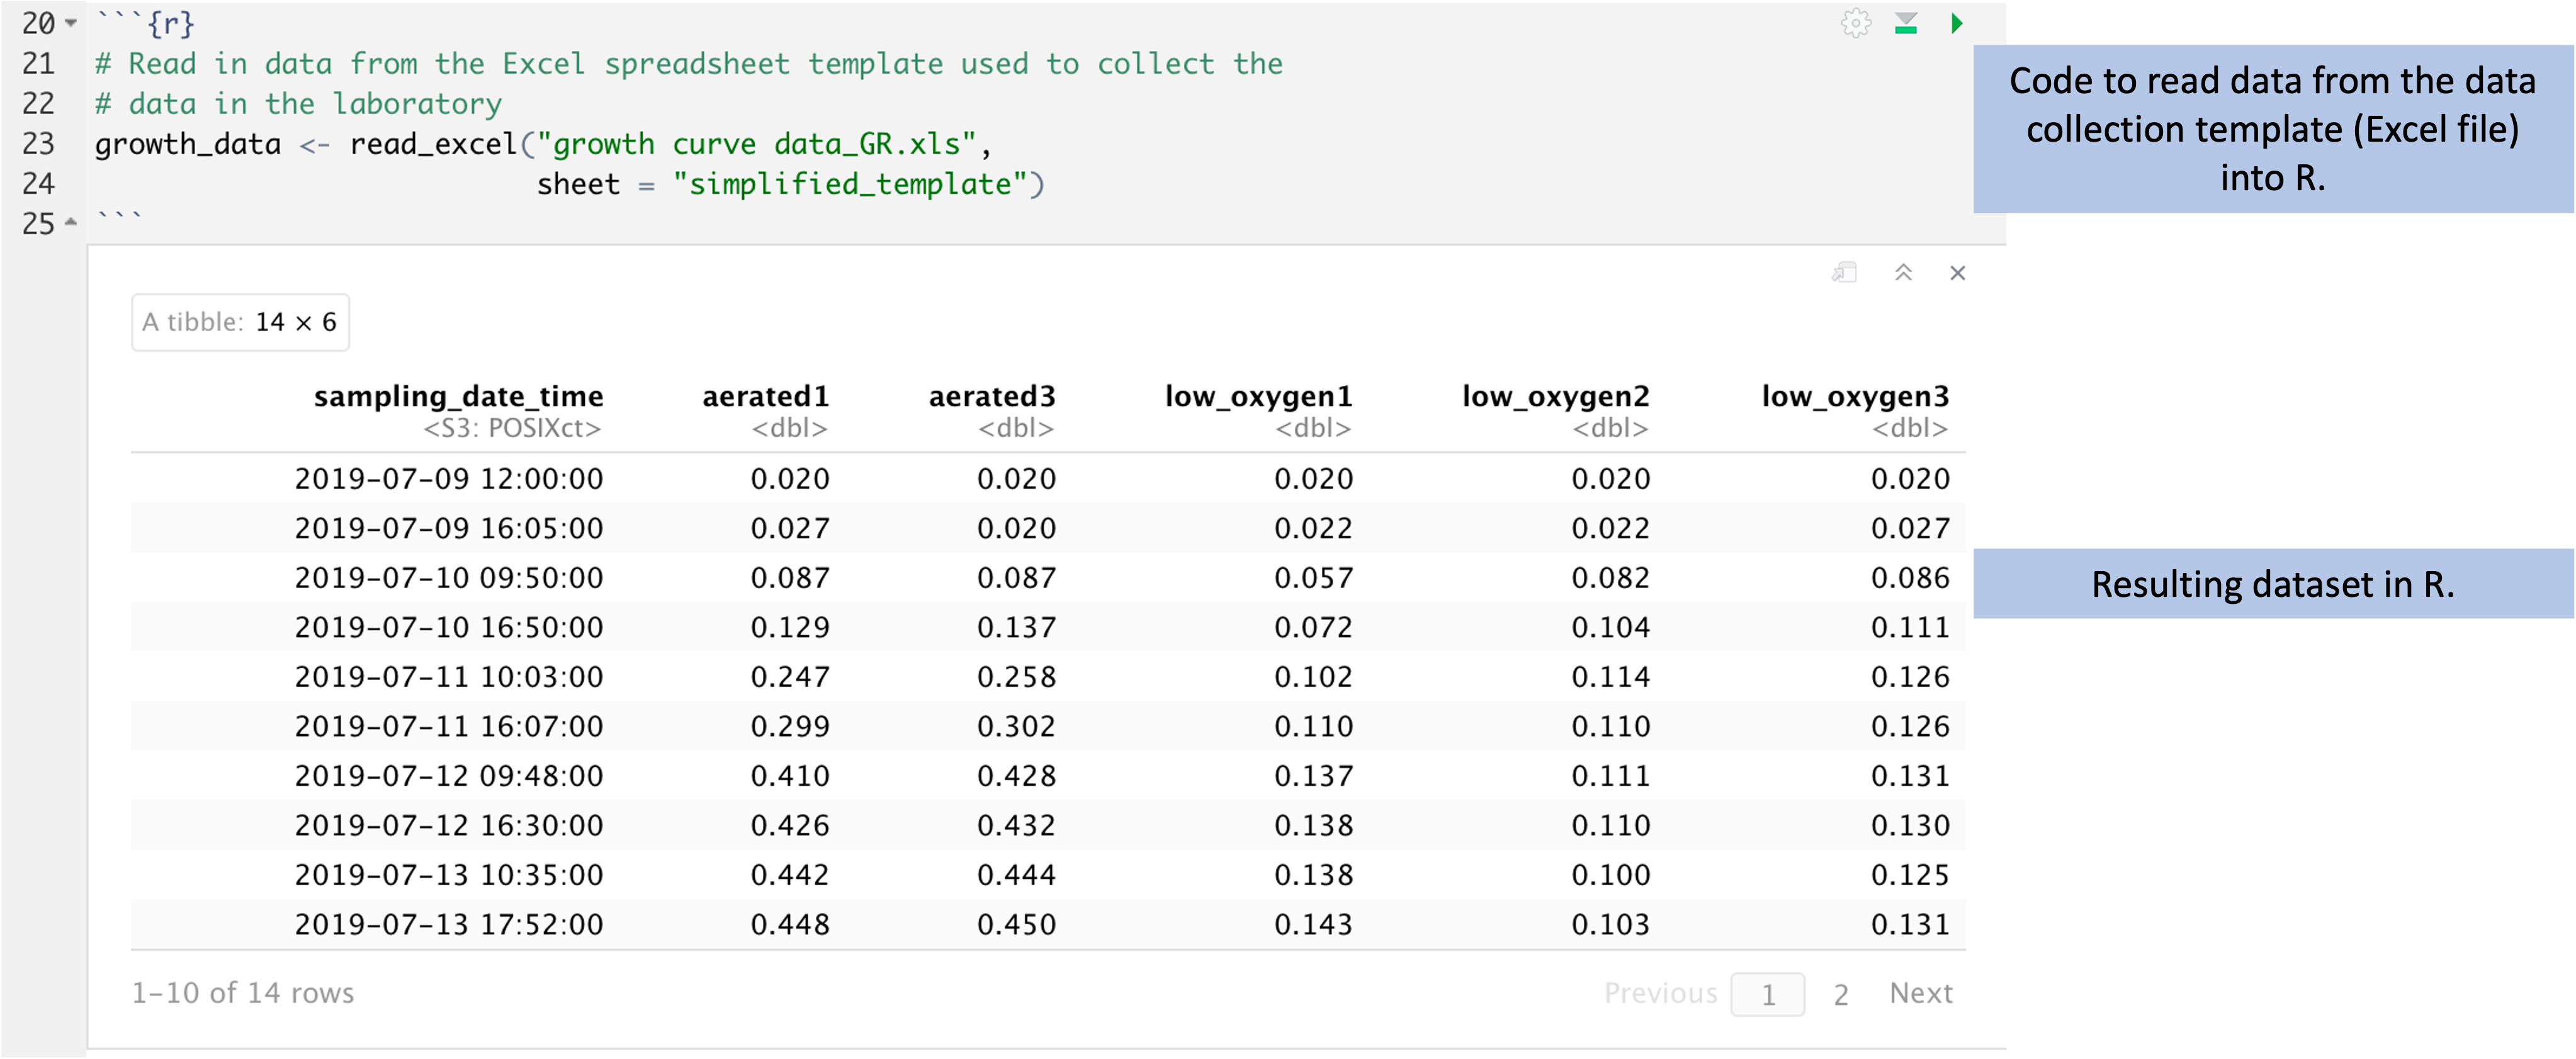 20 ```{r}
21 # Read in data from the Excel spreadsheet template used to collect the
22 # data in the laboratory
23 growth_data <- read_excel("growth curve data_GR.xls",
24 sheet = "simplified_template")
25 ```
Code to read data from the data
collection template (Excel file)
into R.
A tibble: 14 × 6
sampling_date_time aerated1 aerated3 low_oxygen1 low_oxygen2 low_oxygen3
<S3: POSIXct> <dbl> <dbl> <dbl> <dbl> <dbl>
2019-07-09 12:00:00 0.020 0.020 0.020 0.020 0.020
2019-07-09 16:05:00 0.027 0.020 0.022 0.022 0.027
2019-07-10 09:50:00 0.087 0.087 0.057 0.082 0.086
2019-07-10 16:50:00 0.129 0.137 0.072 0.104 0.111
2019-07-11 10:03:00 0.247 0.258 0.102 0.114 0.126
2019-07-11 16:07:00 0.299 0.302 0.110 0.110 0.126
2019-07-12 09:48:00 0.410 0.428 0.137 0.111 0.131
2019-07-12 16:30:00 0.426 0.432 0.138 0.110 0.130
2019-07-13 10:35:00 0.442 0.444 0.138 0.100 0.125
2019-07-13 17:52:00 0.448 0.450 0.143 0.103 0.131
Resulting dataset in R.
1-10 of 14 rows
Previous 1 2 Next